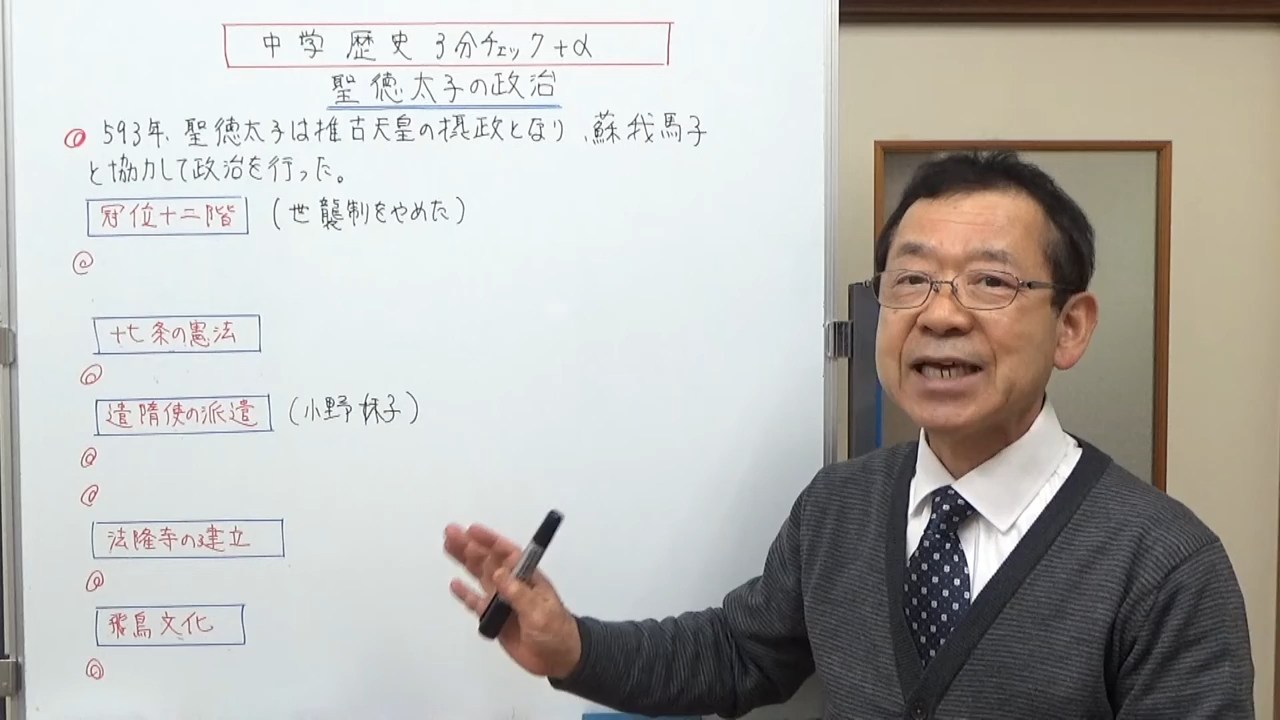 中学 歴史 3分チェック+α
聖徳太子の政治
593年、聖徳太子は推古天皇の摂政となり、蘇我馬子
と協力して政治を行った。
冠位十二階 (世襲制をやめた)
十七条の憲法
遣隋使の派遣 (小野妹子)
法隆寺の建立
飛鳥文化